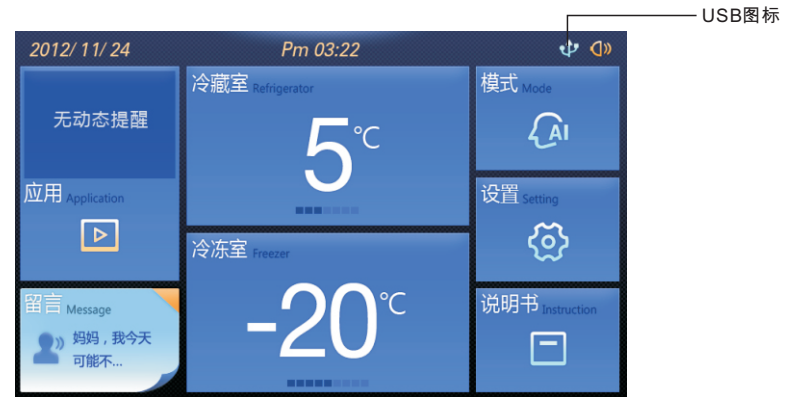 USB图标
2012/ 11/ 24
Pm 03:22
无动态提醒
应用 Application
留言 Message
妈妈，我今天
可能不...
冷藏室 Refrigerator
5℃
冷冻室 Freezer
-20℃
模式 Mode
AI
设置 Setting
说明书 Instruction